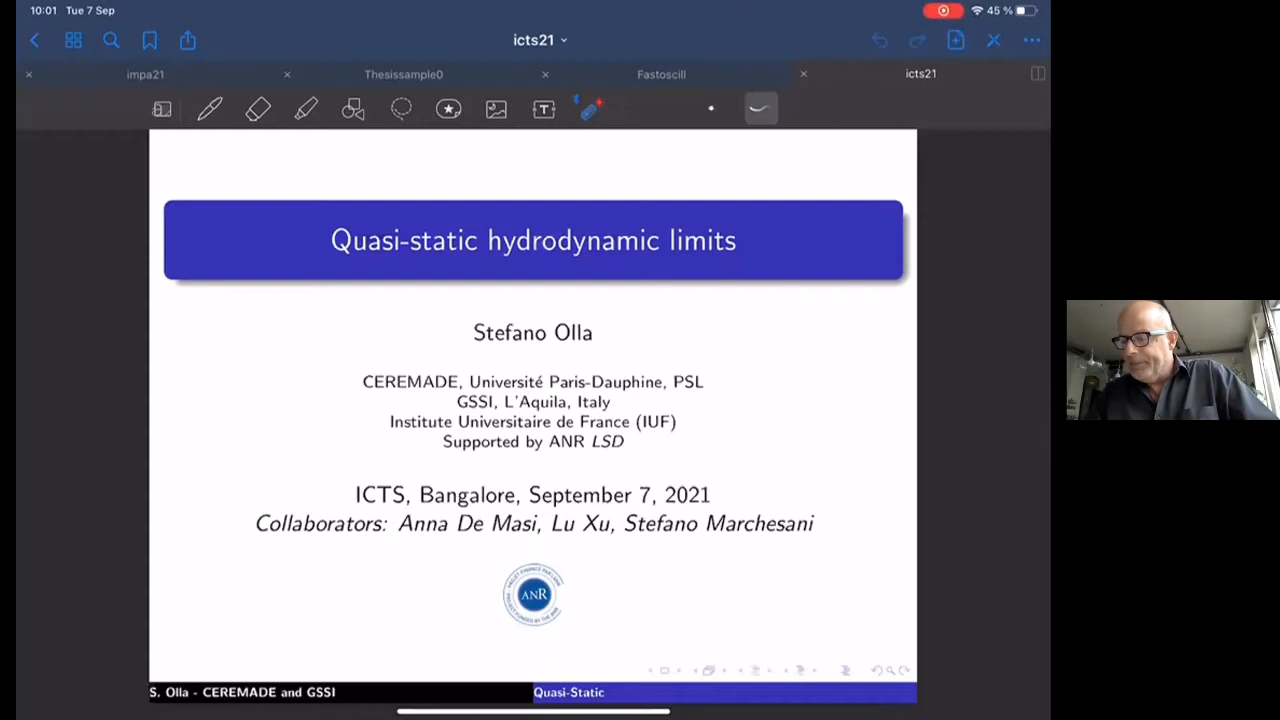 10:01 Tue 7 Sep
45 %
icts21
impa21
Thesissample0
Fastoscill
icts21
T
Quasi-static hydrodynamic limits
Stefano Olla
CEREMADE, Université Paris-Dauphine, PSL
GSSI, L'Aquila, Italy
Institute Universitaire de France (IUF)
Supported by ANR LSD
ICTS, Bangalore, September 7, 2021
Collaborators: Anna De Masi, Lu Xu, Stefano Marchesani
ANR
S. Olla - CEREMADE and GSSI
Quasi-Static